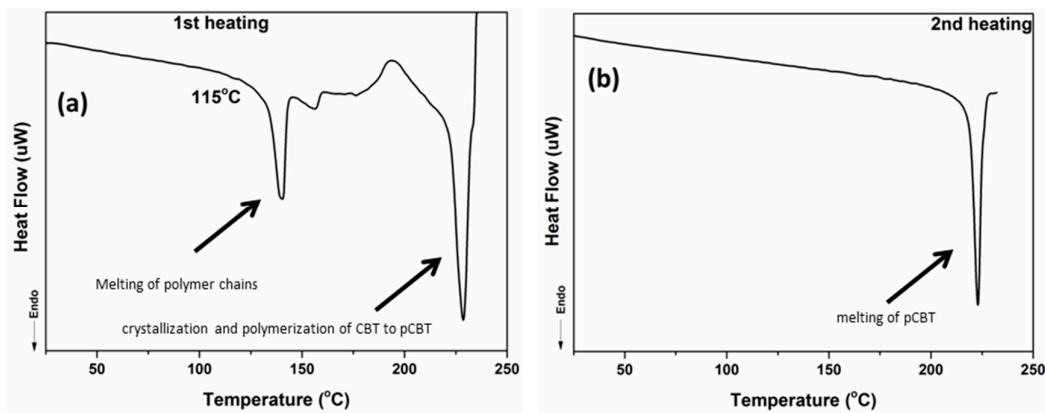 1st heating
(a)
115°C
Heat Flow (uW)
Endo
Melting of polymer chains
crystallization and polymerization of CBT to pCBT
50 100 150 200 250
Temperature (°C)
2nd heating
(b)
Heat Flow (uW)
Endo
melting of pCBT
50 100 150 200 250
Temperature (°C)